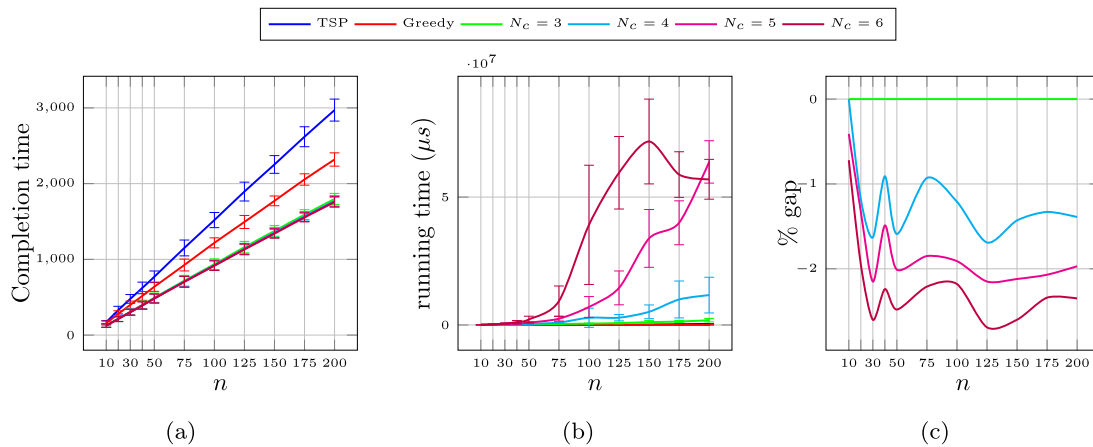 TSP Greedy N_c = 3 N_c = 4 N_c = 5 N_c = 6
Completion time
3,000
2,000
1,000
0
10 30 50 75 100 125 150 175 200
n
(a)
·10^7
running time (μs)
5
0
10 30 50 75 100 125 150 175 200
n
(b)
% gap
0
−1
−2
10 30 50 75 100 125 150 175 200
n
(c)